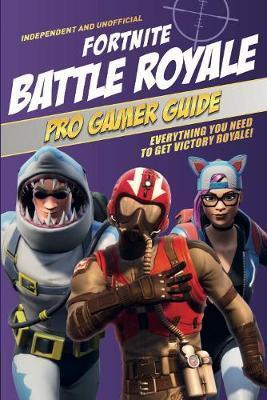 INDEPENDENT AND UNOFFICIAL
FORTNITE
BATTLE ROYALE
PRO GAMER GUIDE
EVERYTHING YOU NEED
TO GET VICTORY ROYALE!